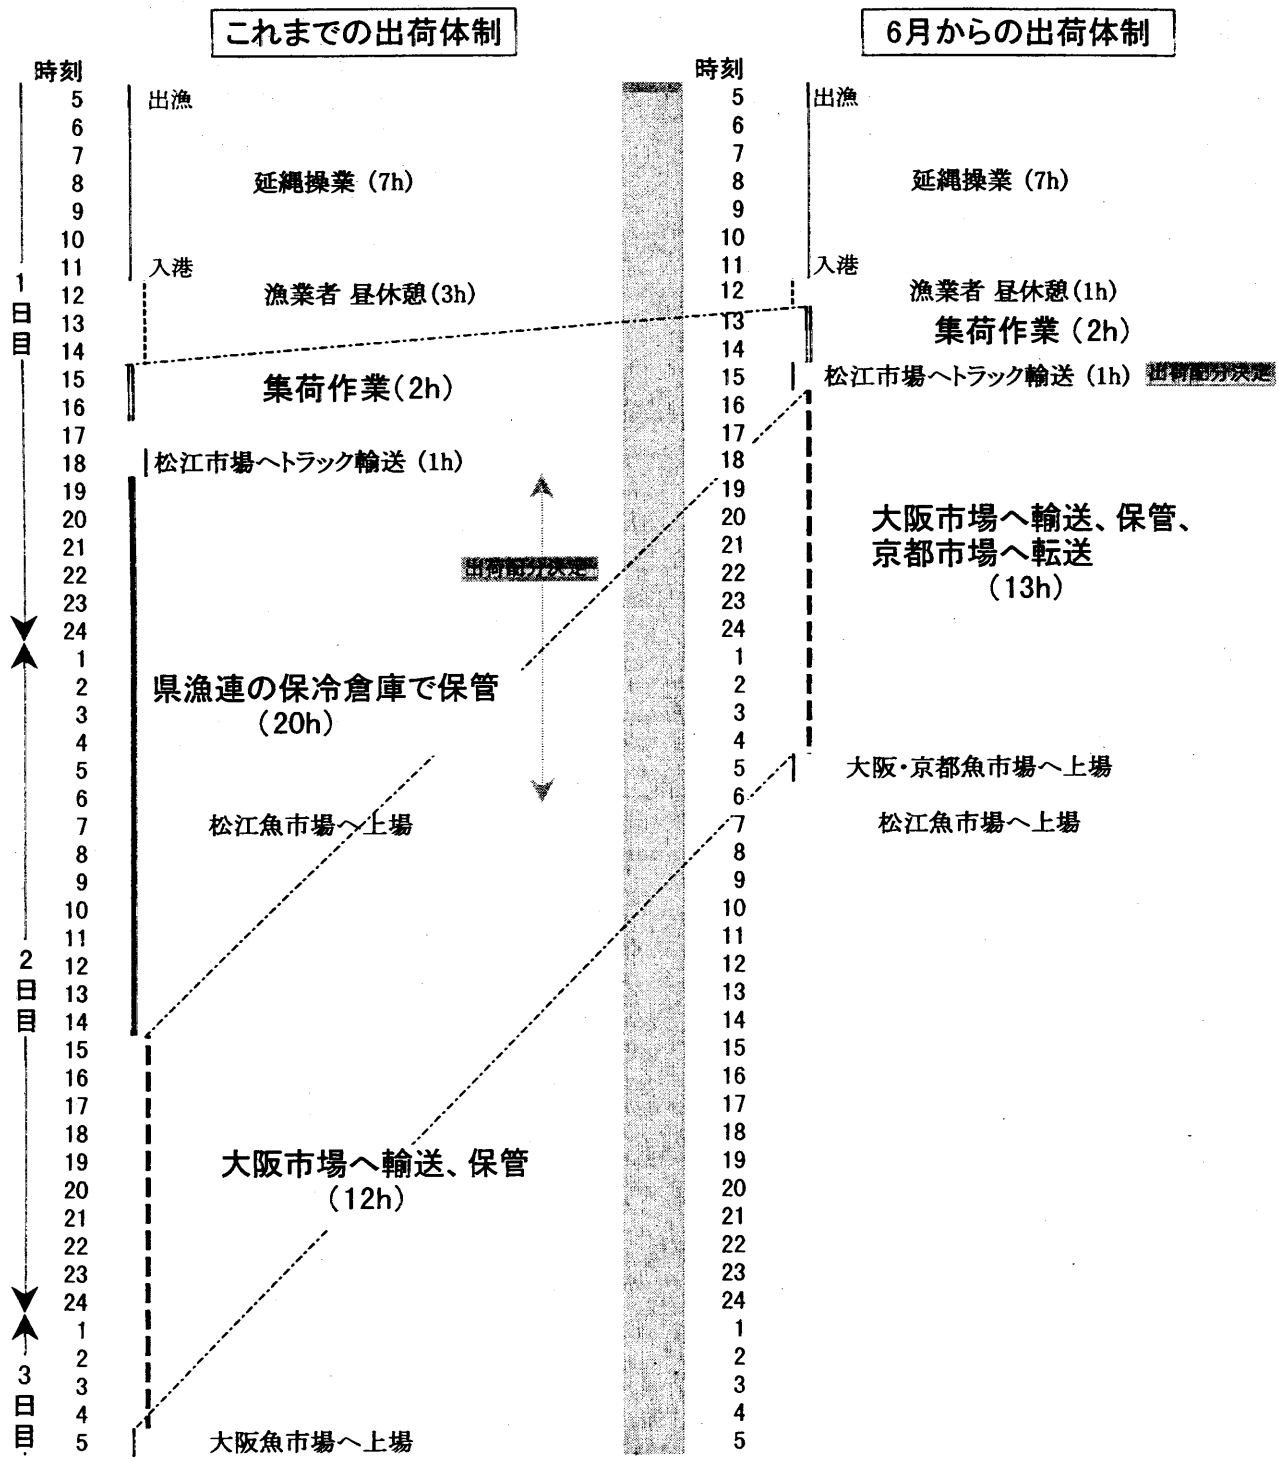 これまでの出荷体制
時刻
5 出漁
6
7
8 延縄操業 (7h)
9
10
11 入港
12 漁業者 昼休憩(3h)
13
14
15 集荷作業(2h)
16
17
18 松江市場へトラック輸送 (1h)
19
20
21
22 出荷配分決定
23
24
1
2 県漁連の保冷倉庫で保管
3 (20h)
4
5
6
7 松江魚市場へ上場
8
9
10
11
12
13
14
15
16
17
18
19 大阪市場へ輸送、保管
20 (12h)
21
22
23
24
1
2
3
4
5 大阪魚市場へ上場
1日目
2日目
3日目
6月からの出荷体制
時刻
5 出漁
6
7
8 延縄操業 (7h)
9
10
11 入港
12 漁業者 昼休憩(1h)
13 集荷作業 (2h)
14
15 松江市場へトラック輸送 (1h) 出荷配分決定
16
17
18
19
20 大阪市場へ輸送、保管、
21 京都市場へ転送
22 (13h)
23
24
1
2
3
4
5 大阪・京都魚市場へ上場
6
7 松江魚市場へ上場
8
9
10
11
12
13
14
15
16
17
18
19
20
21
22
23
24
1
2
3
4
5